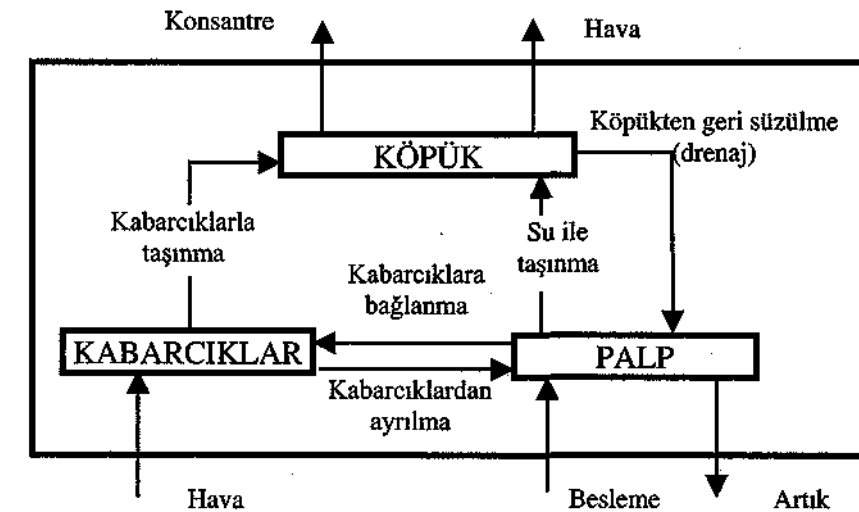 Konsantre
Hava
Köpükten geri süzülme
(drenaj)
KÖPÜK
Kabarcıklarla
taşınma
Su ile
taşınma
Kabarcıklara
bağlanma
KABARCIKLAR
PALP
Kabarcıklardan
ayrılma
Hava
Besleme
Artık